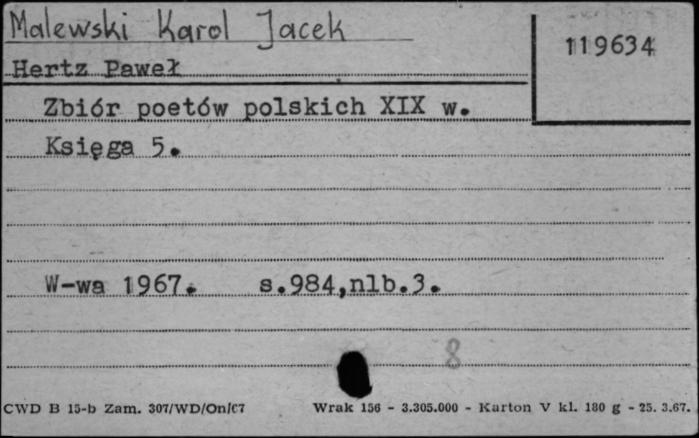 Malewski Karol Jacek
119634
Hertz Paweł
Zbiór poetów polskich XIX w.
Księga 5.
W-wa 1967. s.984,nlb.3.
8
CWD B 15-b Zam. 307/WD/On/67 Wrak 156 - 3.305.000 - Karton V kl. 180 g - 25. 3.67.